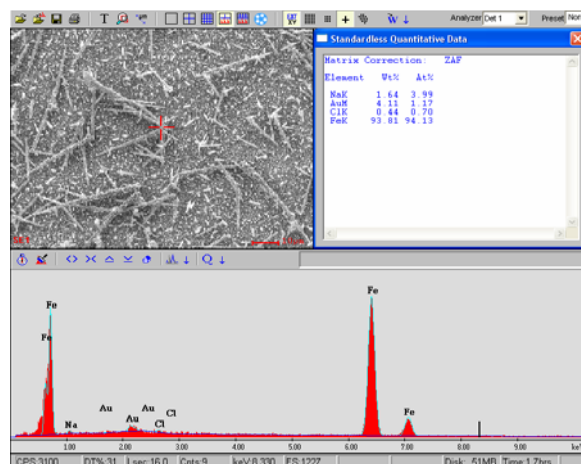 T W Analyzer Det 1 Preset Non
Standardless Quantitative Data
Matrix Correction: ZAF
Element Wt% At%
NaK 1.64 3.99
AuM 4.11 1.17
ClK 0.44 0.70
FeK 93.81 94.13
Q
Fe
Fe
Fe
Fe
Na
Au
Au
Au
Cl
Cl
1.00 2.00 3.00 4.00 5.00 6.00 7.00 8.00 9.00 keV
CPS:3100 DT%:31 Lsec:16.0 Cnts:9 keV:8.330 FS:1227 Disk: 51MB Time:1.7hrs